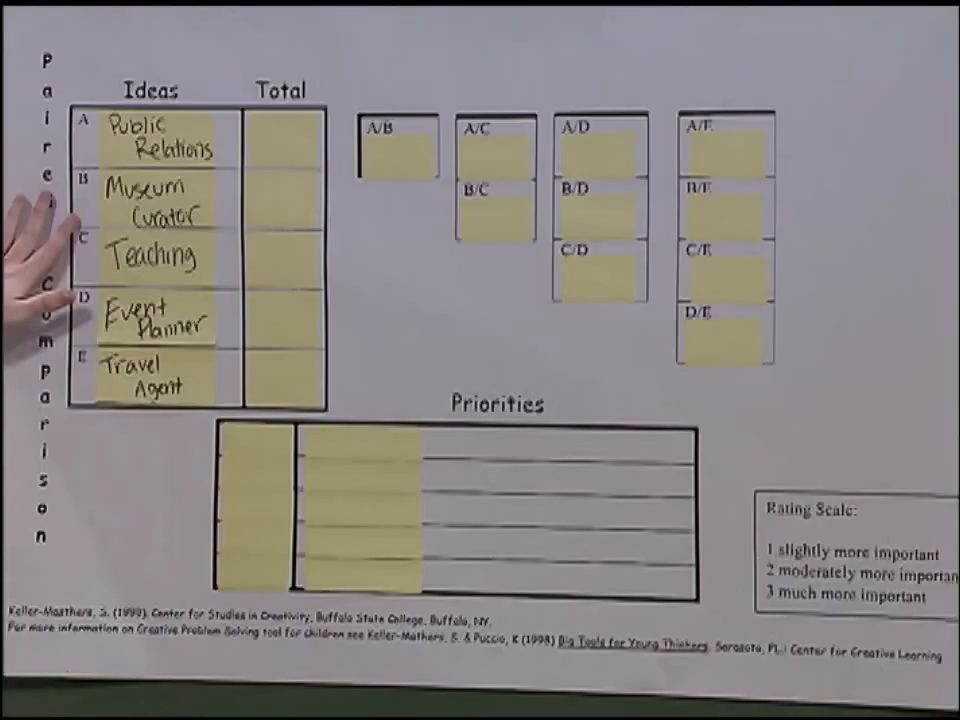 Paired Comparison
Ideas
Total
A
Public
Relations
B
Museum
Curator
C
Teaching
D
Event
Planner
E
Travel
Agent
A/B
A/C
B/C
A/D
B/D
C/D
A/E
B/E
C/E
D/E
Priorities
Rating Scale:
1 slightly more important
2 moderately more importan
3 much more important
Keller-Mathers, S. (1999). Center for Studies in Creativity, Buffalo State College, Buffalo, NY.
For more information on Creative Problem Solving tool for children see Keller-Mathers, S. & Puccio, K (1998) Big Tools for Young Thinkers. Sarasota, FL.: Center for Creative Learning